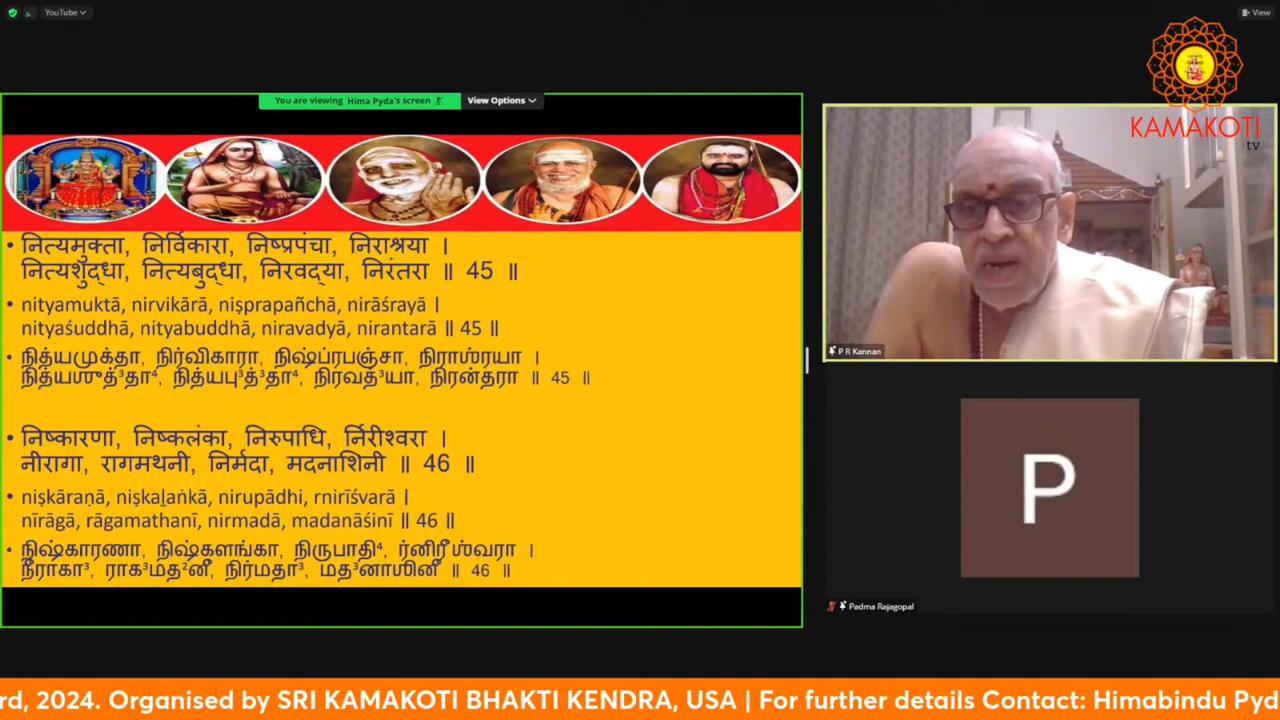 YouTube
View
KAMAKOTI
tv
You are viewing Hima Pyda's screen
View Options
• नित्यमुक्ता, निर्विकारा, निष्प्रपंचा, निराश्रया ।
नित्यशुद्धा, नित्यबुद्धा, निरवद्या, निरंतरा ॥ 45 ॥
• nityamuktā, nirvikārā, niṣprapañchā, nirāśrayā |
nityaśuddhā, nityabuddhā, niravadyā, nirantarā ॥ 45 ॥
• நித்யமுக்தா, நிர்விகாரா, நிஷ்ப்ரபஞ்சா, நிராஶ்ரயா ।
நித்யஶுத்³தா⁴, நித்யபு³த்³தா⁴, நிரவத்³யா, நிரன்தரா ॥ 45 ॥
• निष्कारणा, निष्कलंका, निरुपाधि, र्निरीश्वरा ।
नीरागा, रागमथनी, निर्मदा, मदनाशिनी ॥ 46 ॥
• niṣkāraṇā, niṣkaḻaṅkā, nirupādhi, rnirīśvarā |
nīrāgā, rāgamathanī, nirmadā, madanāśinī ॥ 46 ॥
• நிஷ்காரணா, நிஷ்களங்கா, நிருபாதி⁴, ர்னிரீஶ்வரா ।
நீராகா³, ராக³மத²னீ, நிர்மதா³, மத³னாஶினீ ॥ 46 ॥
P R Kannan
P
Padma Rajagopal
rd, 2024. Organised by SRI KAMAKOTI BHAKTI KENDRA, USA | For further details Contact: Himabindu Pyd